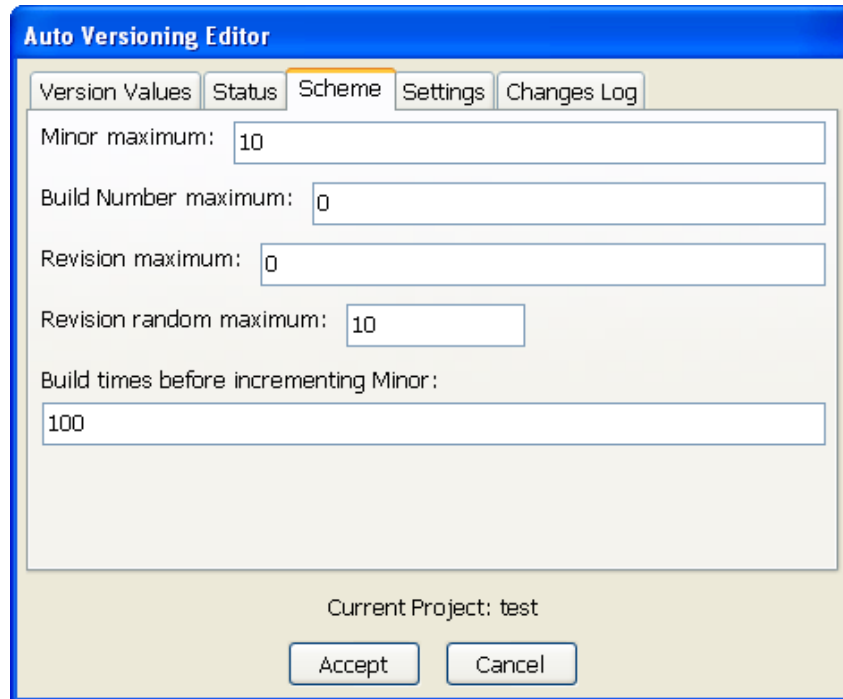 Auto Versioning Editor
Version Values Status Scheme Settings Changes Log
Minor maximum: 10
Build Number maximum: 0
Revision maximum: 0
Revision random maximum: 10
Build times before incrementing Minor:
100
Current Project: test
Accept Cancel